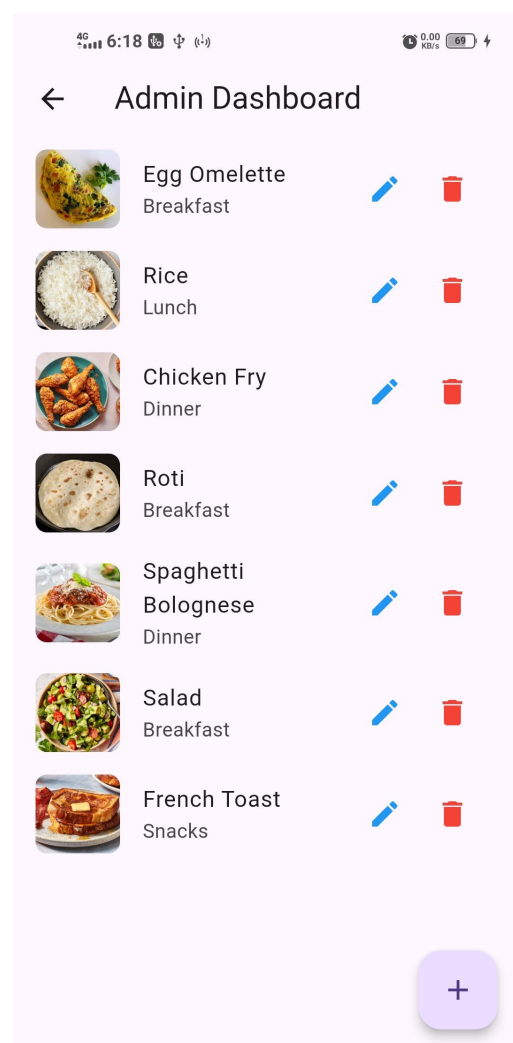 4G 6:18 0.00 KB/s 69
Admin Dashboard
Egg Omelette
Breakfast
Rice
Lunch
Chicken Fry
Dinner
Roti
Breakfast
Spaghetti
Bolognese
Dinner
Salad
Breakfast
French Toast
Snacks